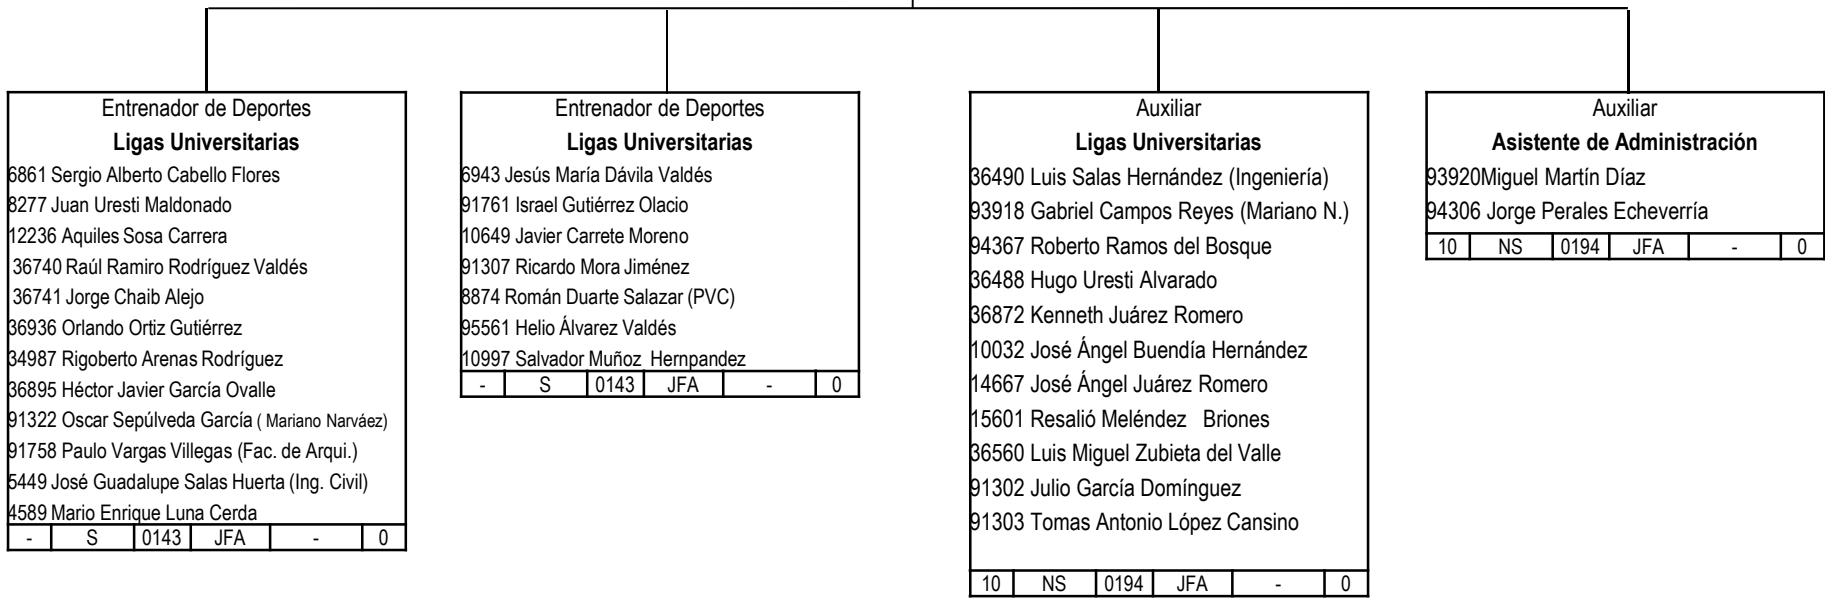 Entrenador de Deportes
Ligas Universitarias
6861 Sergio Alberto Cabello Flores
8277 Juan Uresti Maldonado
12236 Aquiles Sosa Carrera
36740 Raúl Ramiro Rodríguez Valdés
36741 Jorge Chaib Alejo
36936 Orlando Ortiz Gutiérrez
34987 Rigoberto Arenas Rodríguez
36895 Héctor Javier García Ovalle
91322 Oscar Sepúlveda García ( Mariano Narváez)
91758 Paulo Vargas Villegas (Fac. de Arqui.)
5449 José Guadalupe Salas Huerta (Ing. Civil)
4589 Mario Enrique Luna Cerda
- S 0143 JFA - 0
Entrenador de Deportes
Ligas Universitarias
6943 Jesús María Dávila Valdés
91761 Israel Gutiérrez Olacio
10649 Javier Carrete Moreno
91307 Ricardo Mora Jiménez
8874 Román Duarte Salazar (PVC)
95561 Helio Álvarez Valdés
10997 Salvador Muñoz Hernpandez
- S 0143 JFA - 0
Auxiliar
Ligas Universitarias
36490 Luis Salas Hernández (Ingeniería)
93918 Gabriel Campos Reyes (Mariano N.)
94367 Roberto Ramos del Bosque
36488 Hugo Uresti Alvarado
36872 Kenneth Juárez Romero
10032 José Ángel Buendía Hernández
14667 José Ángel Juárez Romero
15601 Resalió Meléndez Briones
36560 Luis Miguel Zubieta del Valle
91302 Julio García Domínguez
91303 Tomas Antonio López Cansino
10 NS 0194 JFA - 0
Auxiliar
Asistente de Administración
93920Miguel Martín Díaz
94306 Jorge Perales Echeverría
10 NS 0194 JFA - 0